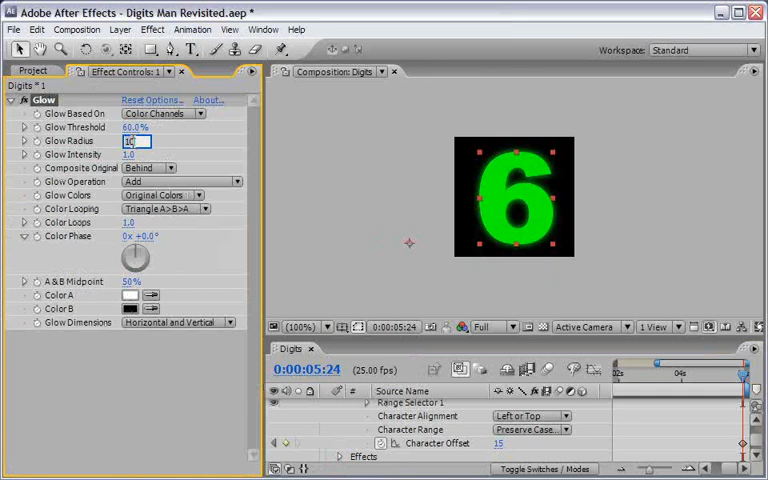 Adobe After Effects - Digits Man Revisited.aep *
File Edit Composition Layer Effect Animation View Window Help
Workspace: Standard
Project Effect Controls: 1 Composition: Digits
Digits * 1
Glow Reset Options... About...
Glow Based On Color Channels
Glow Threshold 60.0%
Glow Radius 10
Glow Intensity 1.0
Composite Original Behind
Glow Operation Add
Glow Colors Original Colors
Color Looping Triangle A>B>A
Color Loops 1.0
Color Phase 0x +0.0°
A & B Midpoint 50%
Color A
Color B
Glow Dimensions Horizontal and Vertical
6
(100%) 0:00:05:24 Full Active Camera 1 View
Digits
0:00:05:24 (25.00 fps)
02s 04s
# Source Name
Range Selector 1
Character Alignment Left or Top
Character Range Preserve Case...
Character Offset 15
Effects
Toggle Switches / Modes